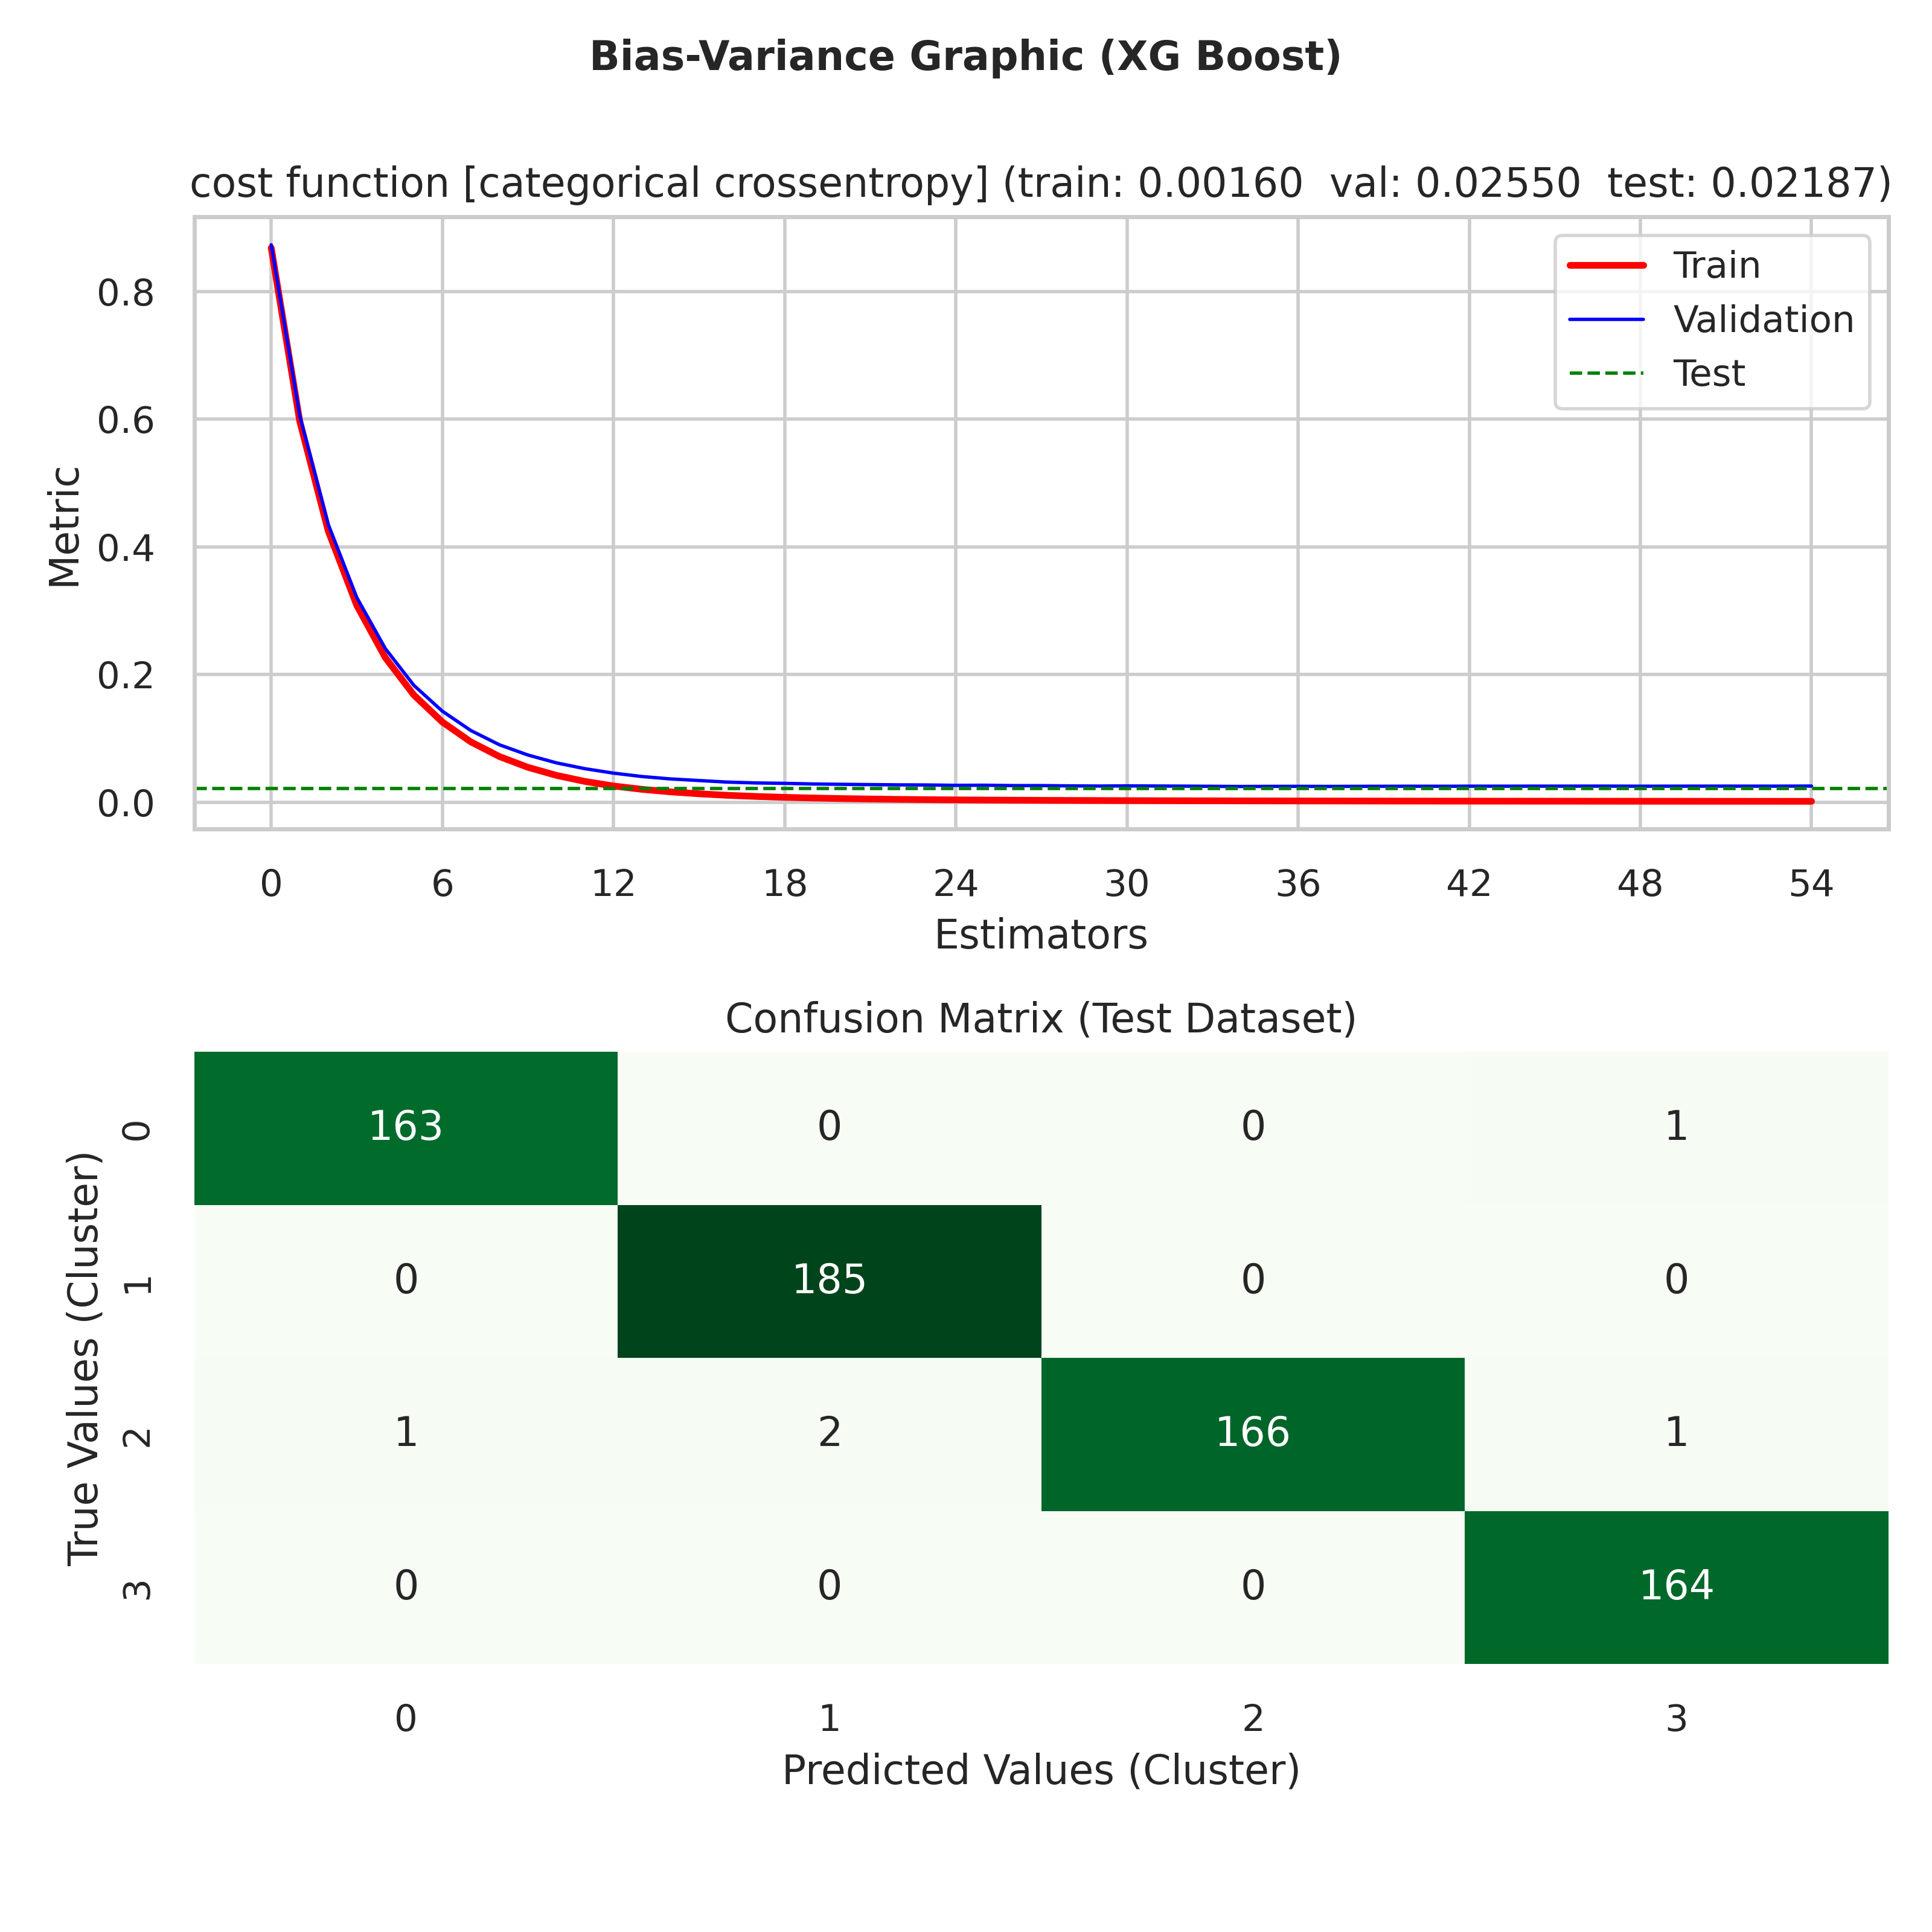 Bias-Variance Graphic (XG Boost)
cost function [categorical crossentropy] (train: 0.00160  val: 0.02550  test: 0.02187)
Train
Validation
Test
Metric
0.8
0.6
0.4
0.2
0.0
0 6 12 18 24 30 36 42 48 54
Estimators
Confusion Matrix (Test Dataset)
True Values (Cluster)
0 163 0 0 1
1 0 185 0 0
2 1 2 166 1
3 0 0 0 164
0 1 2 3
Predicted Values (Cluster)